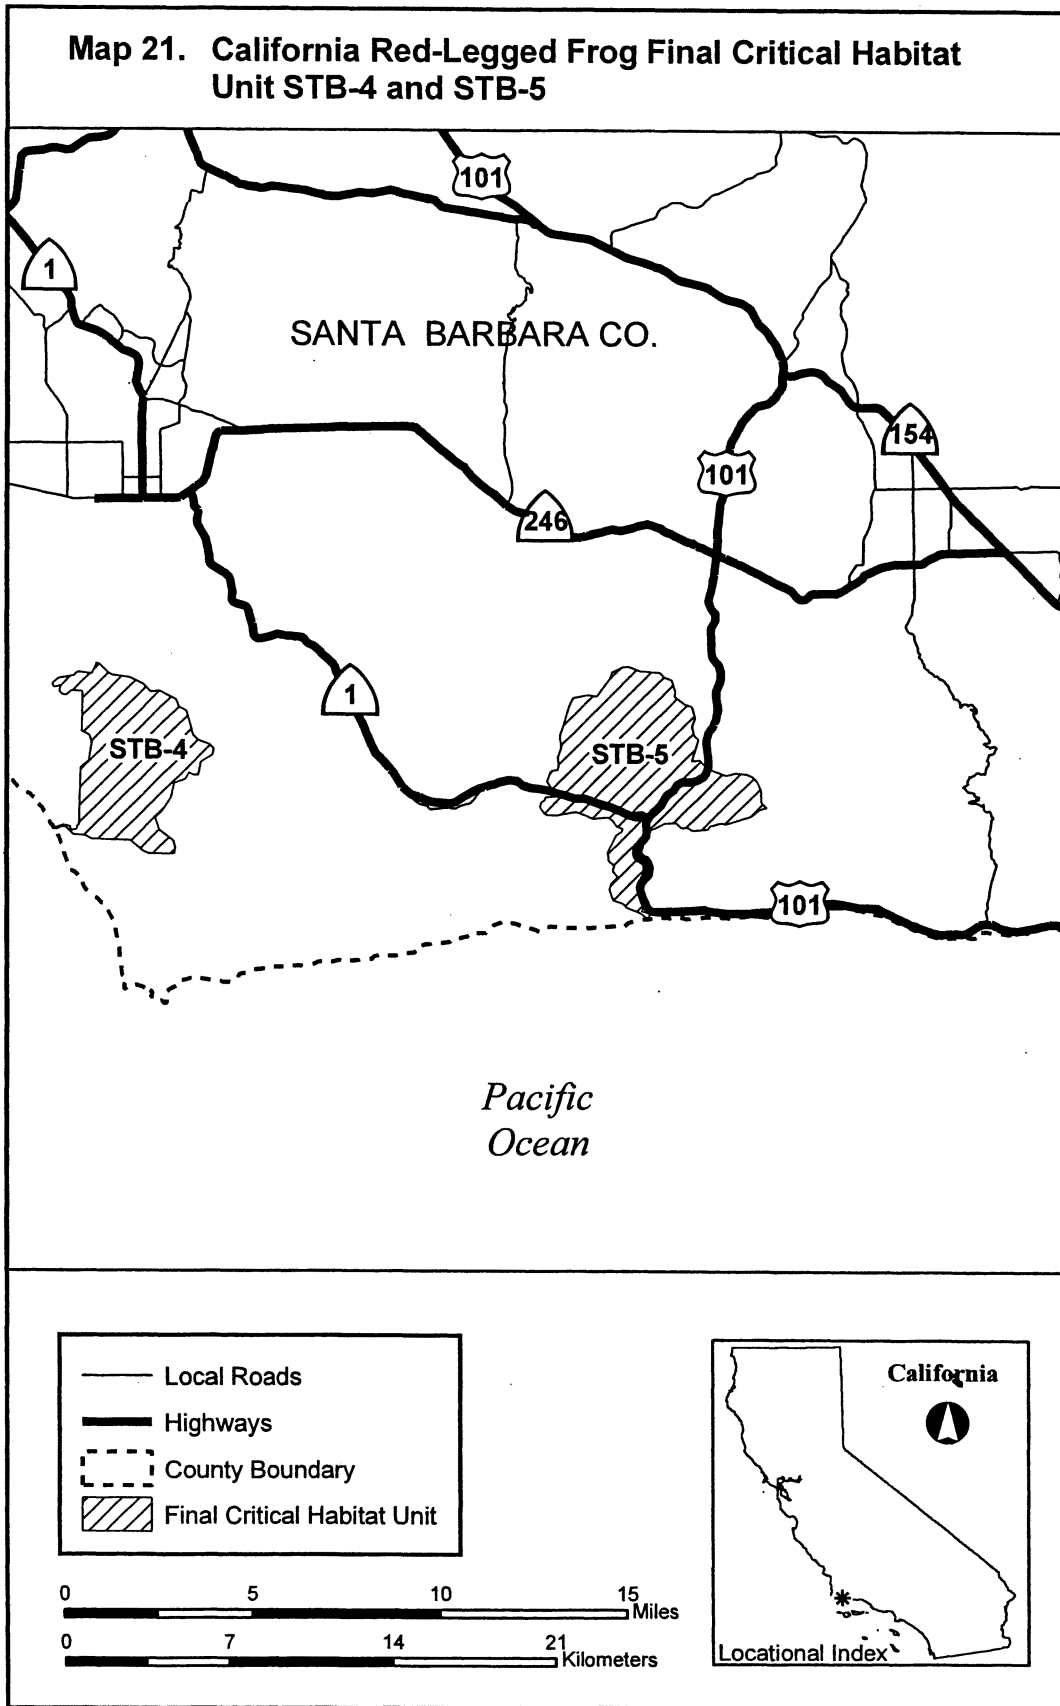 Map 21. California Red-Legged Frog Final Critical Habitat
Unit STB-4 and STB-5
101
1
SANTA BARBARA CO.
154
101
246
1
STB-4
STB-5
101
Pacific
Ocean
Local Roads
Highways
County Boundary
Final Critical Habitat Unit
California
0 5 10 15
Miles
0 7 14 21
Kilometers
Locational Index